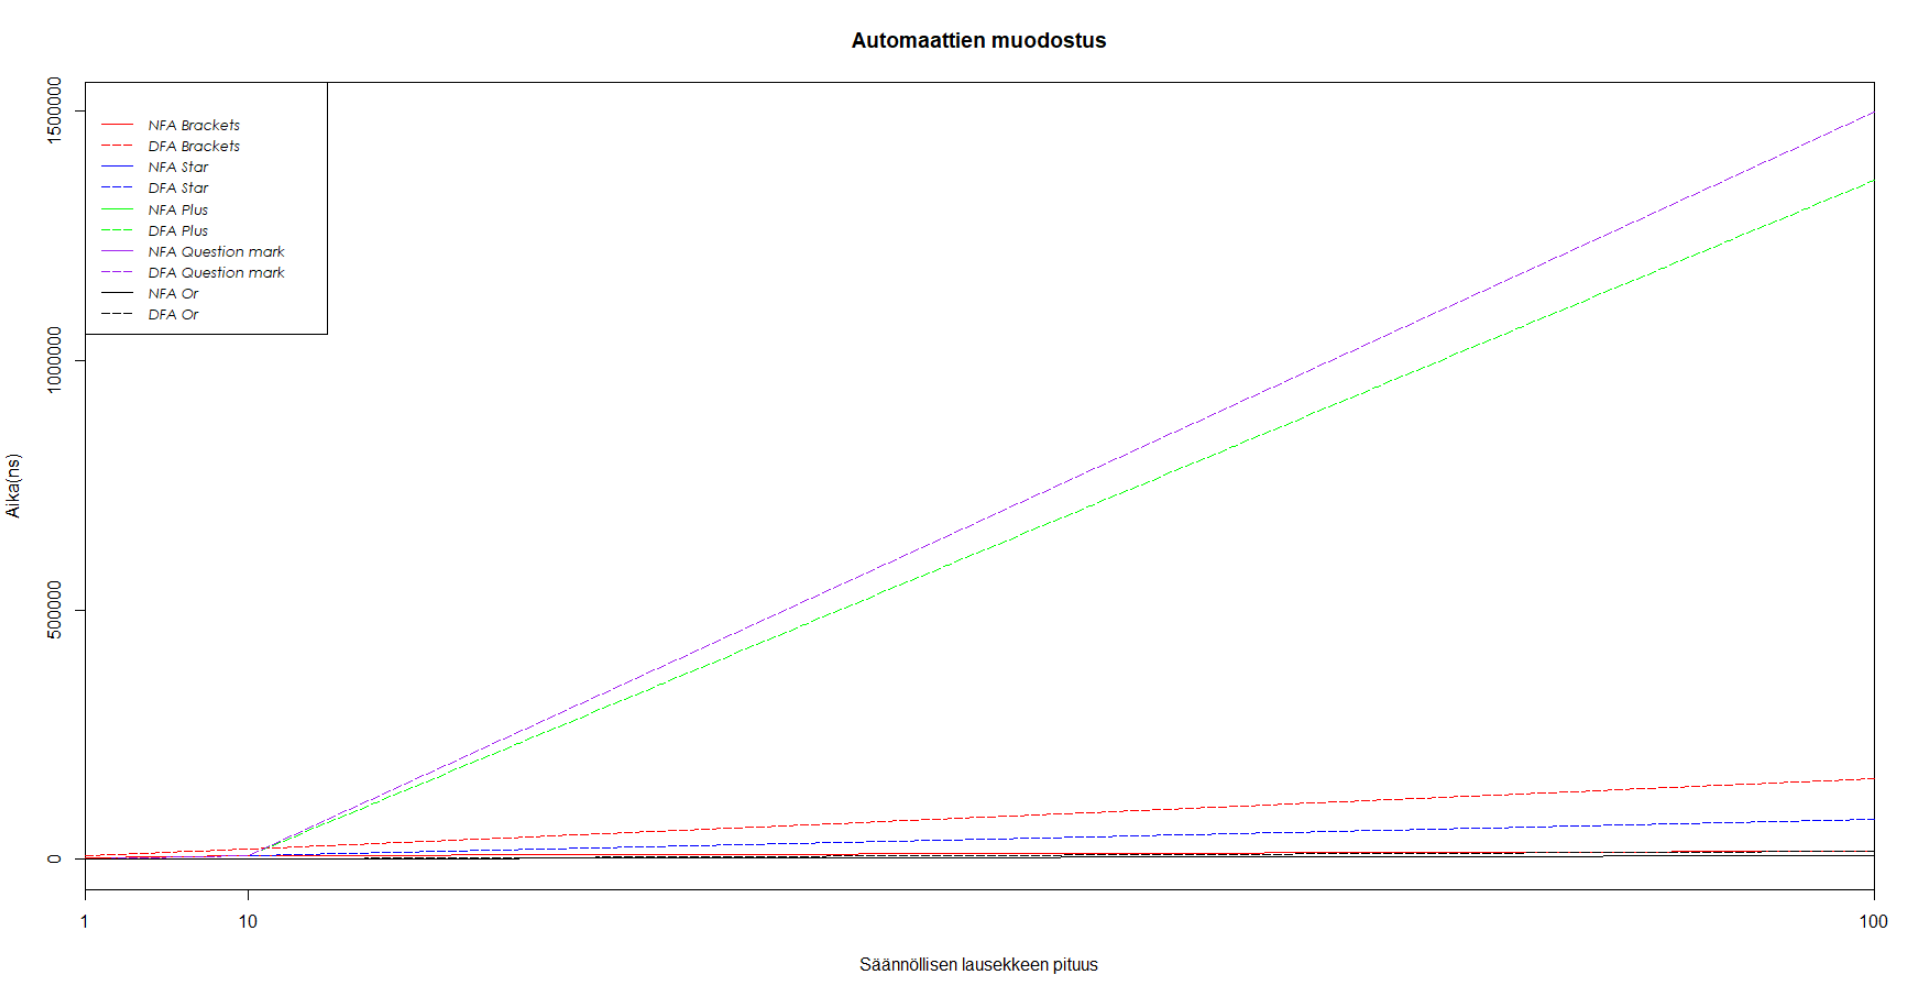 Automaattien muodostus
1500000
1000000
500000
0
Aika(ns)
NFA Brackets
DFA Brackets
NFA Star
DFA Star
NFA Plus
DFA Plus
NFA Question mark
DFA Question mark
NFA Or
DFA Or
1 10 100
Säännöllisen lausekkeen pituus